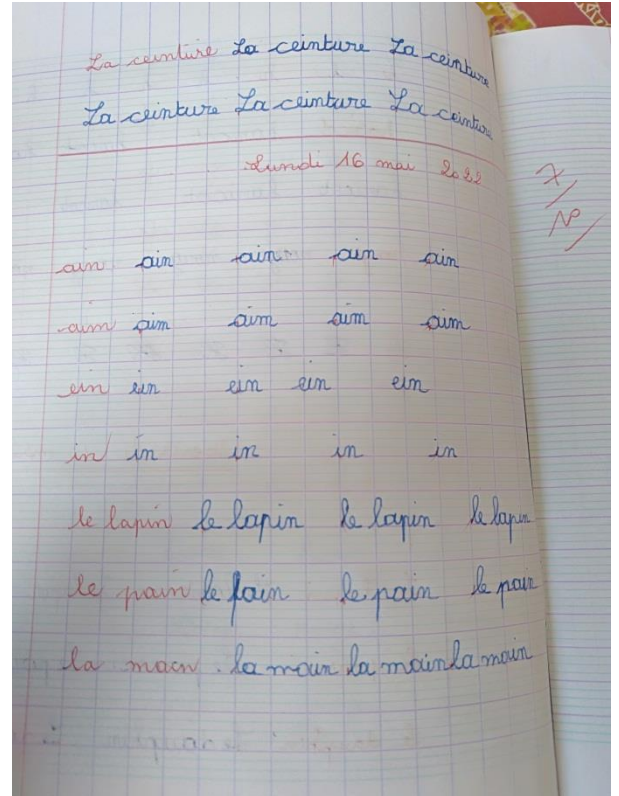 La ceinture La ceinture La ceinture
La ceinture La ceinture La ceinture
Lundi 16 mai 2022
ain ain ain ain ain
aim aim aim aim aim
ein ein ein ein ein
in in in in in
le lapin le lapin le lapin le lapin
le pain le pain le pain le pain
la main la main la main la main